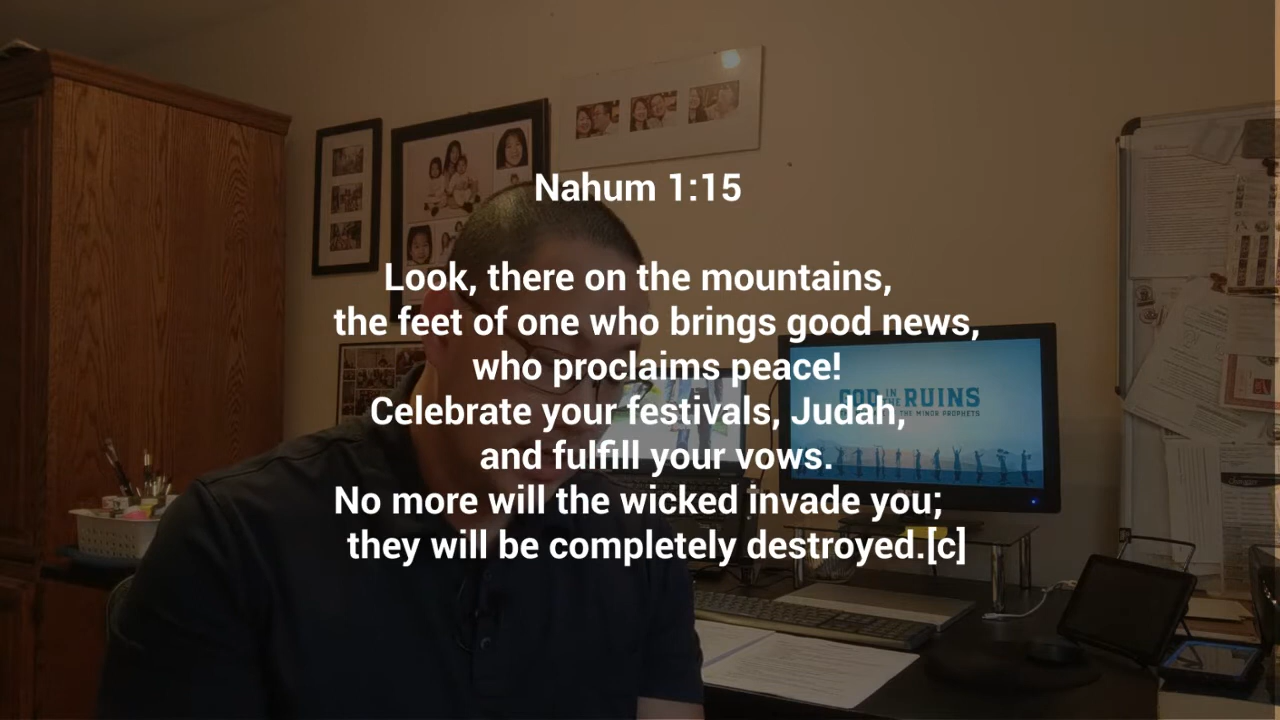 Nahum 1:15
Look, there on the mountains,
the feet of one who brings good news,
who proclaims peace!
Celebrate your festivals, Judah,
and fulfill your vows.
No more will the wicked invade you;
they will be completely destroyed.[c]
GOD IN THE RUINS
THE MINOR PROPHETS